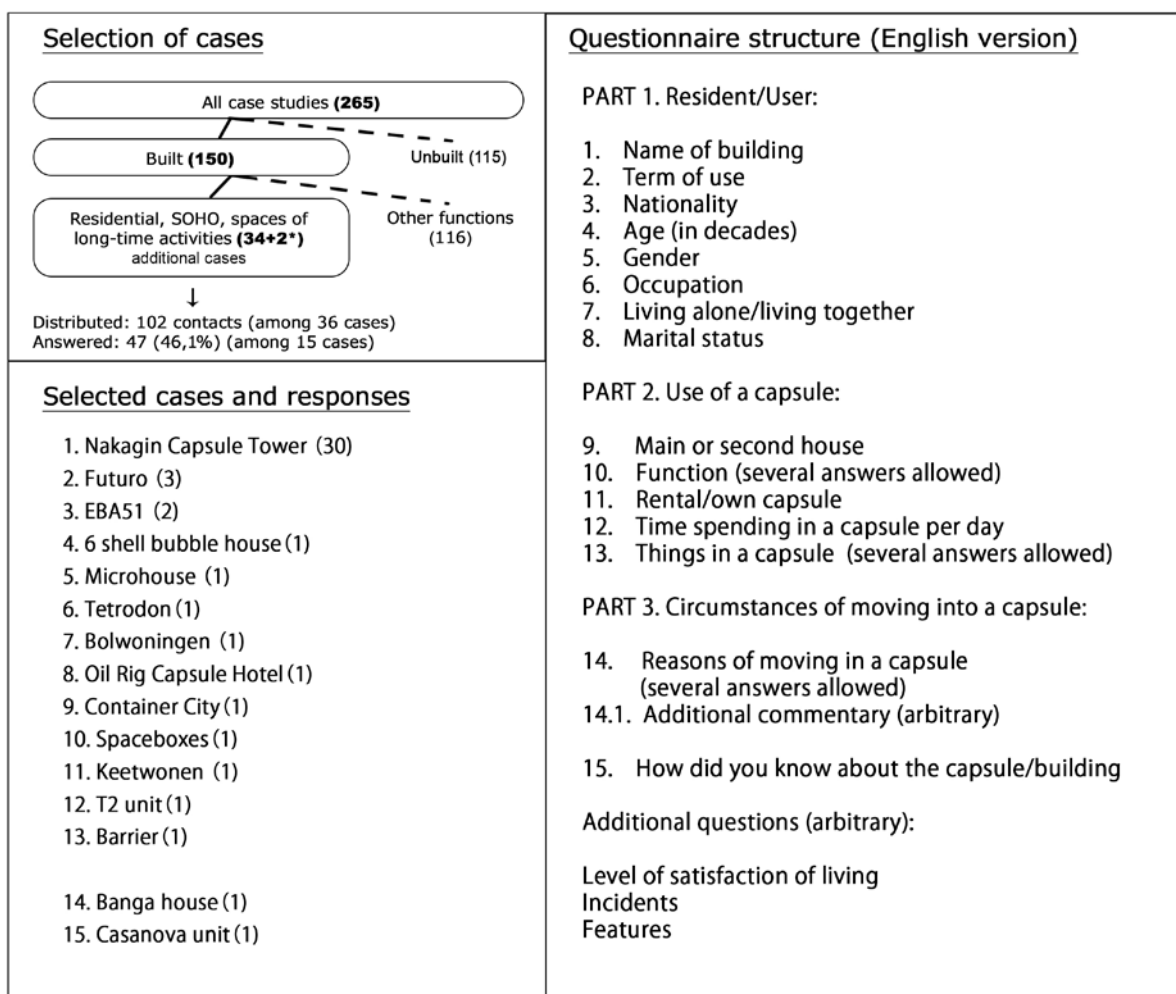 Selection of cases
All case studies (265)
Built (150)
Unbuilt (115)
Residential, SOHO, spaces of
long-time activities (34+2*)
additional cases
Other functions
(116)
↓
Distributed: 102 contacts (among 36 cases)
Answered: 47 (46,1%) (among 15 cases)
Selected cases and responses
1. Nakagin Capsule Tower (30)
2. Futuro (3)
3. EBA51 (2)
4. 6 shell bubble house (1)
5. Microhouse (1)
6. Tetrodon (1)
7. Bolwoningen (1)
8. Oil Rig Capsule Hotel (1)
9. Container City (1)
10. Spaceboxes (1)
11. Keetwonen (1)
12. T2 unit (1)
13. Barrier (1)
14. Banga house (1)
15. Casanova unit (1)
Questionnaire structure (English version)
PART 1. Resident/User:
1. Name of building
2. Term of use
3. Nationality
4. Age (in decades)
5. Gender
6. Occupation
7. Living alone/living together
8. Marital status
PART 2. Use of a capsule:
9. Main or second house
10. Function (several answers allowed)
11. Rental/own capsule
12. Time spending in a capsule per day
13. Things in a capsule (several answers allowed)
PART 3. Circumstances of moving into a capsule:
14. Reasons of moving in a capsule
(several answers allowed)
14.1. Additional commentary (arbitrary)
15. How did you know about the capsule/building
Additional questions (arbitrary):
Level of satisfaction of living
Incidents
Features